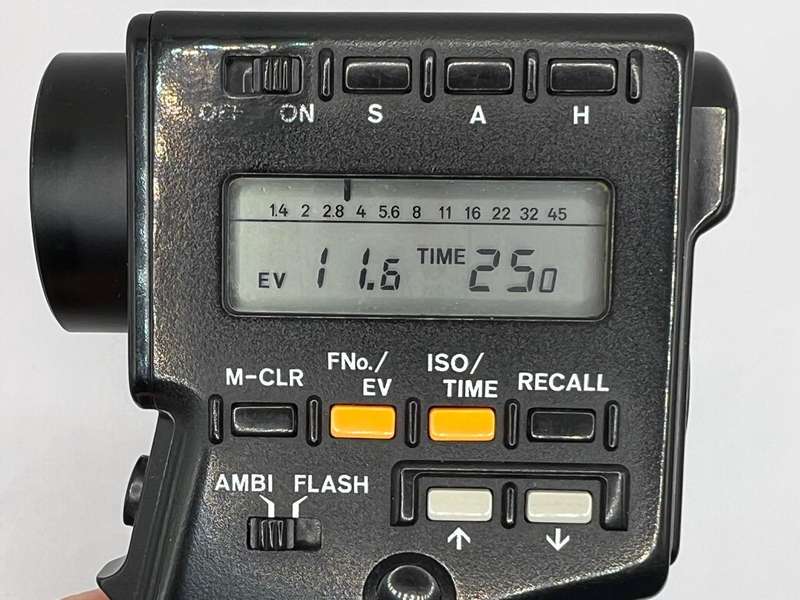 OFF ON S A H
1.4 2 2.8 4 5.6 8 11 16 22 32 45
EV 11.6 TIME 250
M-CLR FNo./EV ISO/TIME RECALL
AMBI FLASH
↑ ↓